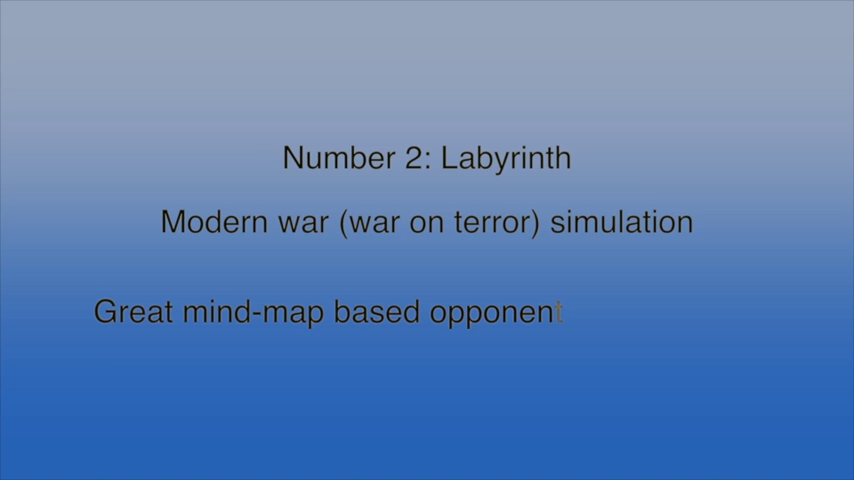 Number 2: Labyrinth
Modern war (war on terror) simulation
Great mind-map based opponent